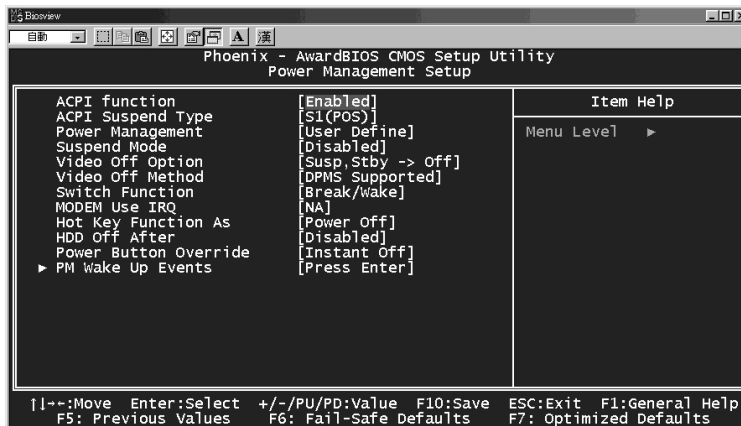 Biosview
自動
A 漢
Phoenix - AwardBIOS CMOS Setup Utility
Power Management Setup
ACPI function [Enabled]
ACPI Suspend Type [S1(POS)]
Power Management [User Define]
Suspend Mode [Disabled]
Video Off Option [Susp,Stby -> Off]
Video Off Method [DPMS Supported]
Switch Function [Break/Wake]
MODEM Use IRQ [NA]
Hot Key Function As [Power Off]
HDD Off After [Disabled]
Power Button Override [Instant Off]
▶ PM Wake Up Events [Press Enter]
Item Help
Menu Level ▶
↑↓→←:Move Enter:Select +/-/PU/PD:Value F10:Save ESC:Exit F1:General Help
F5: Previous Values F6: Fail-Safe Defaults F7: Optimized Defaults